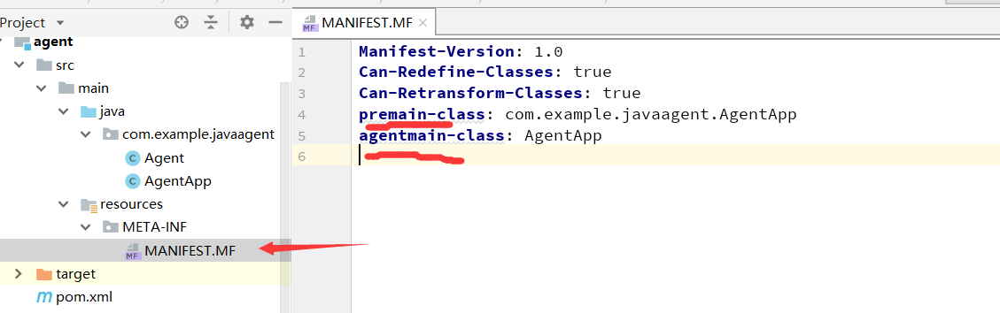 Project
agent
src
main
java
com.example.javaagent
C Agent
C AgentApp
resources
META-INF
MF MANIFEST.MF
target
m pom.xml
MF MANIFEST.MF ×
1 Manifest-Version: 1.0
2 Can-Redefine-Classes: true
3 Can-Retransform-Classes: true
4 premain-class: com.example.javaagent.AgentApp
5 agentmain-class: AgentApp
6